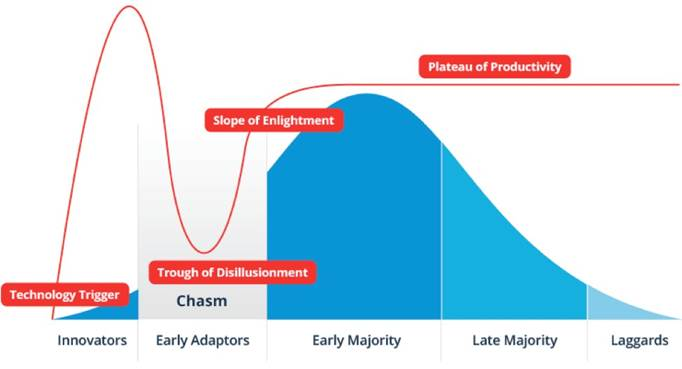 Plateau of Productivity
Slope of Enlightment
Trough of Disillusionment
Technology Trigger
Chasm
Innovators
Early Adaptors
Early Majority
Late Majority
Laggards